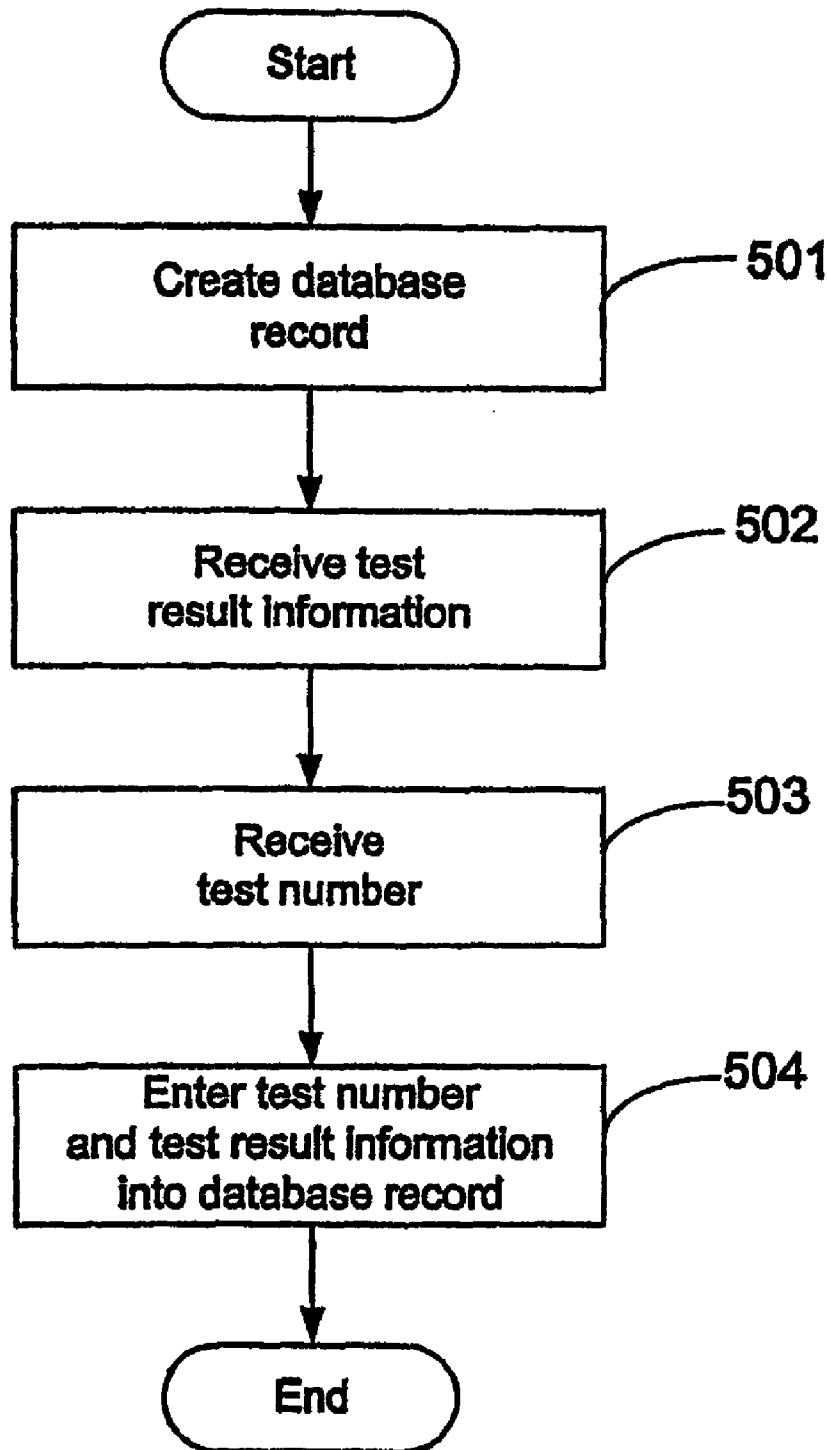 Start
Create database
record
501
Receive test
result information
502
Receive
test number
503
Enter test number
and test result information
into database record
504
End